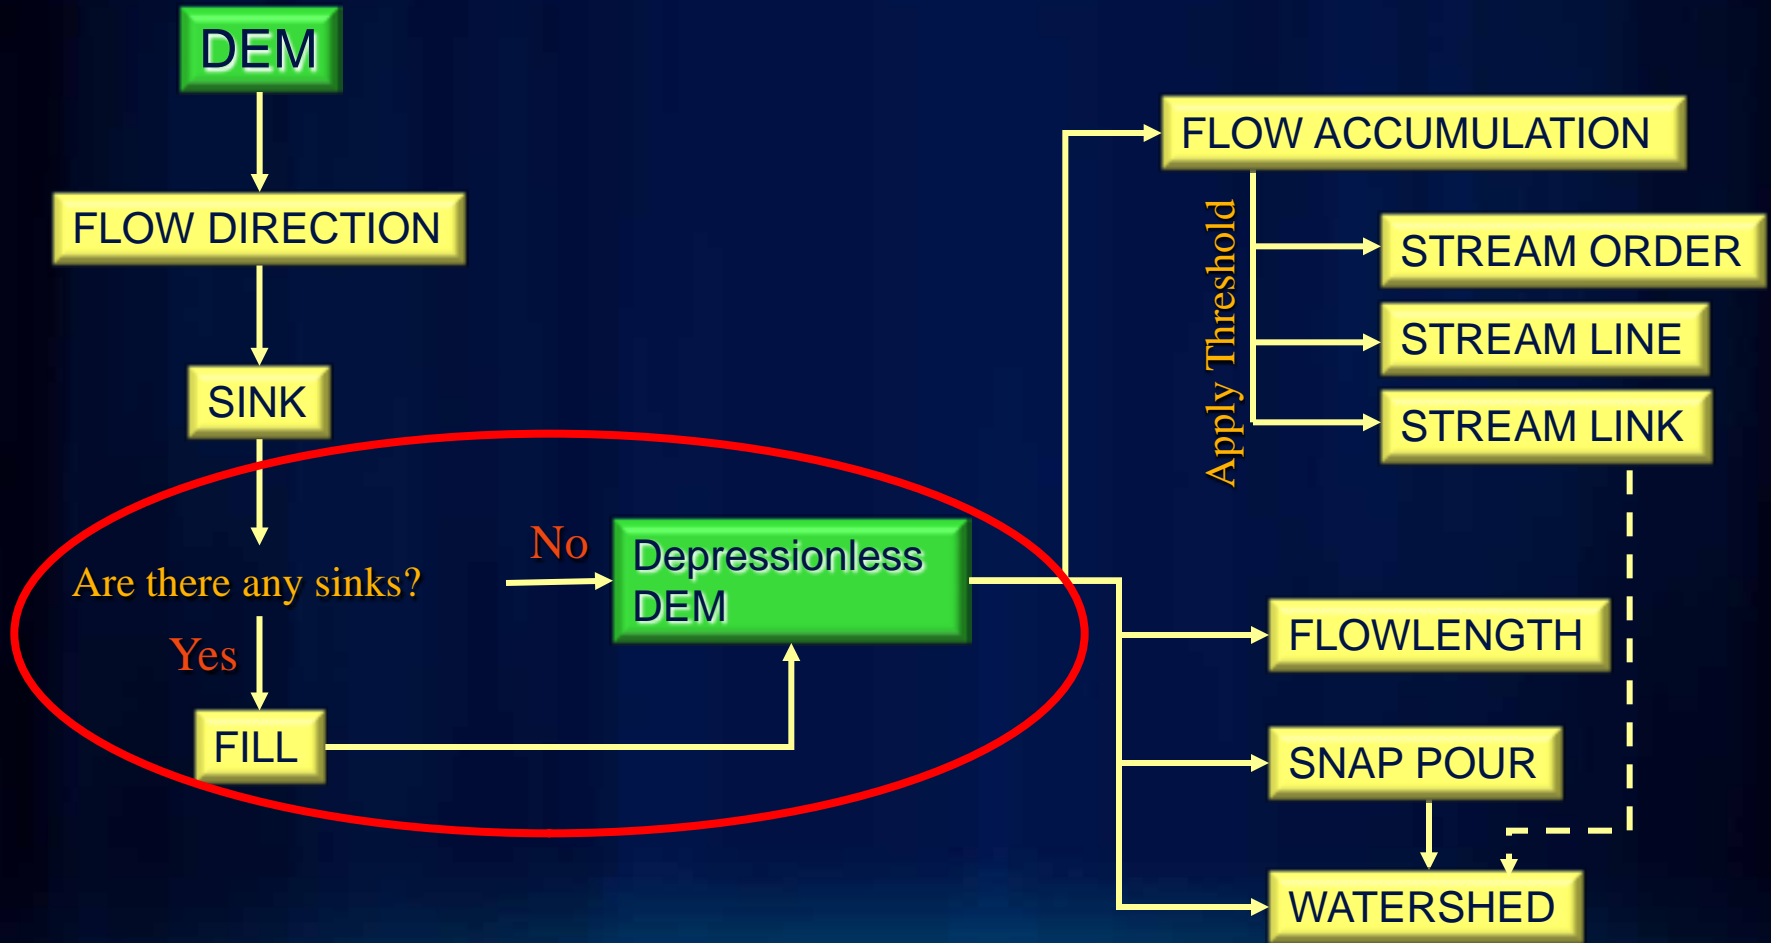 DEM
FLOW DIRECTION
SINK
Are there any sinks?
No
Yes
FILL
Depressionless
DEM
FLOW ACCUMULATION
Apply Threshold
STREAM ORDER
STREAM LINE
STREAM LINK
FLOWLENGTH
SNAP POUR
WATERSHED